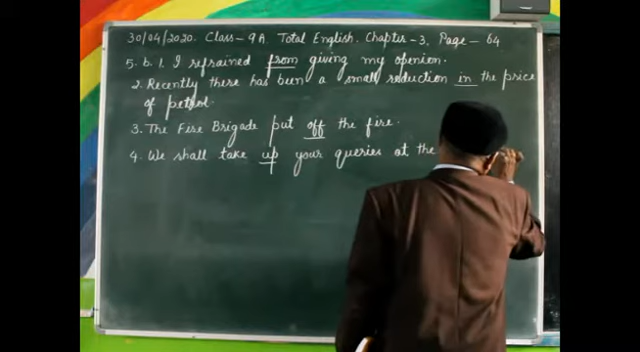 30/04/2020. Class-9A. Total English. Chapter-3, Page-64
5. b. 1. I refrained from giving my openion.
2. Recently there has been a small reduction in the price
of petrol.
3. The Fire Brigade put off the fire.
4. We shall take up your queries at the